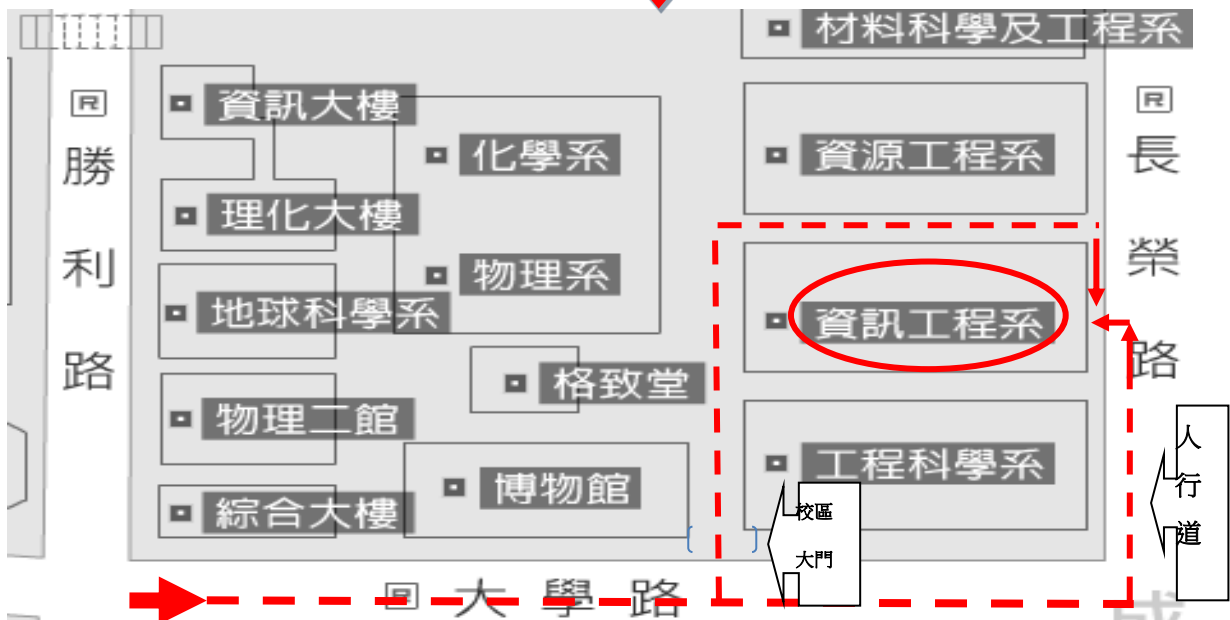 材料科學及工程系
R
勝利路
資訊大樓
化學系
資源工程系
R
長榮路
理化大樓
物理系
地球科學系
資訊工程系
格致堂
物理二館
工程科學系
博物館
綜合大樓
校區
大門
人行道
R
大學路
成